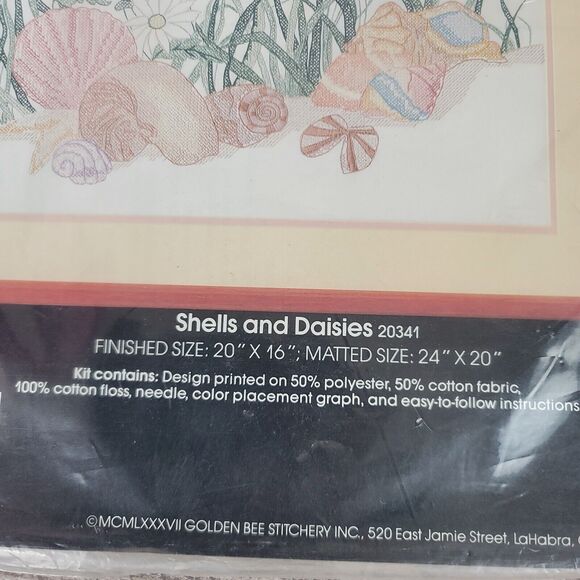 Shells and Daisies 20341
FINISHED SIZE: 20” X 16”; MATTED SIZE: 24” X 20”
Kit contains: Design printed on 50% polyester, 50% cotton fabric,
100% cotton floss, needle, color placement graph, and easy-to-follow instructions
©MCMLXXXVII GOLDEN BEE STITCHERY INC., 520 East Jamie Street, LaHabra,